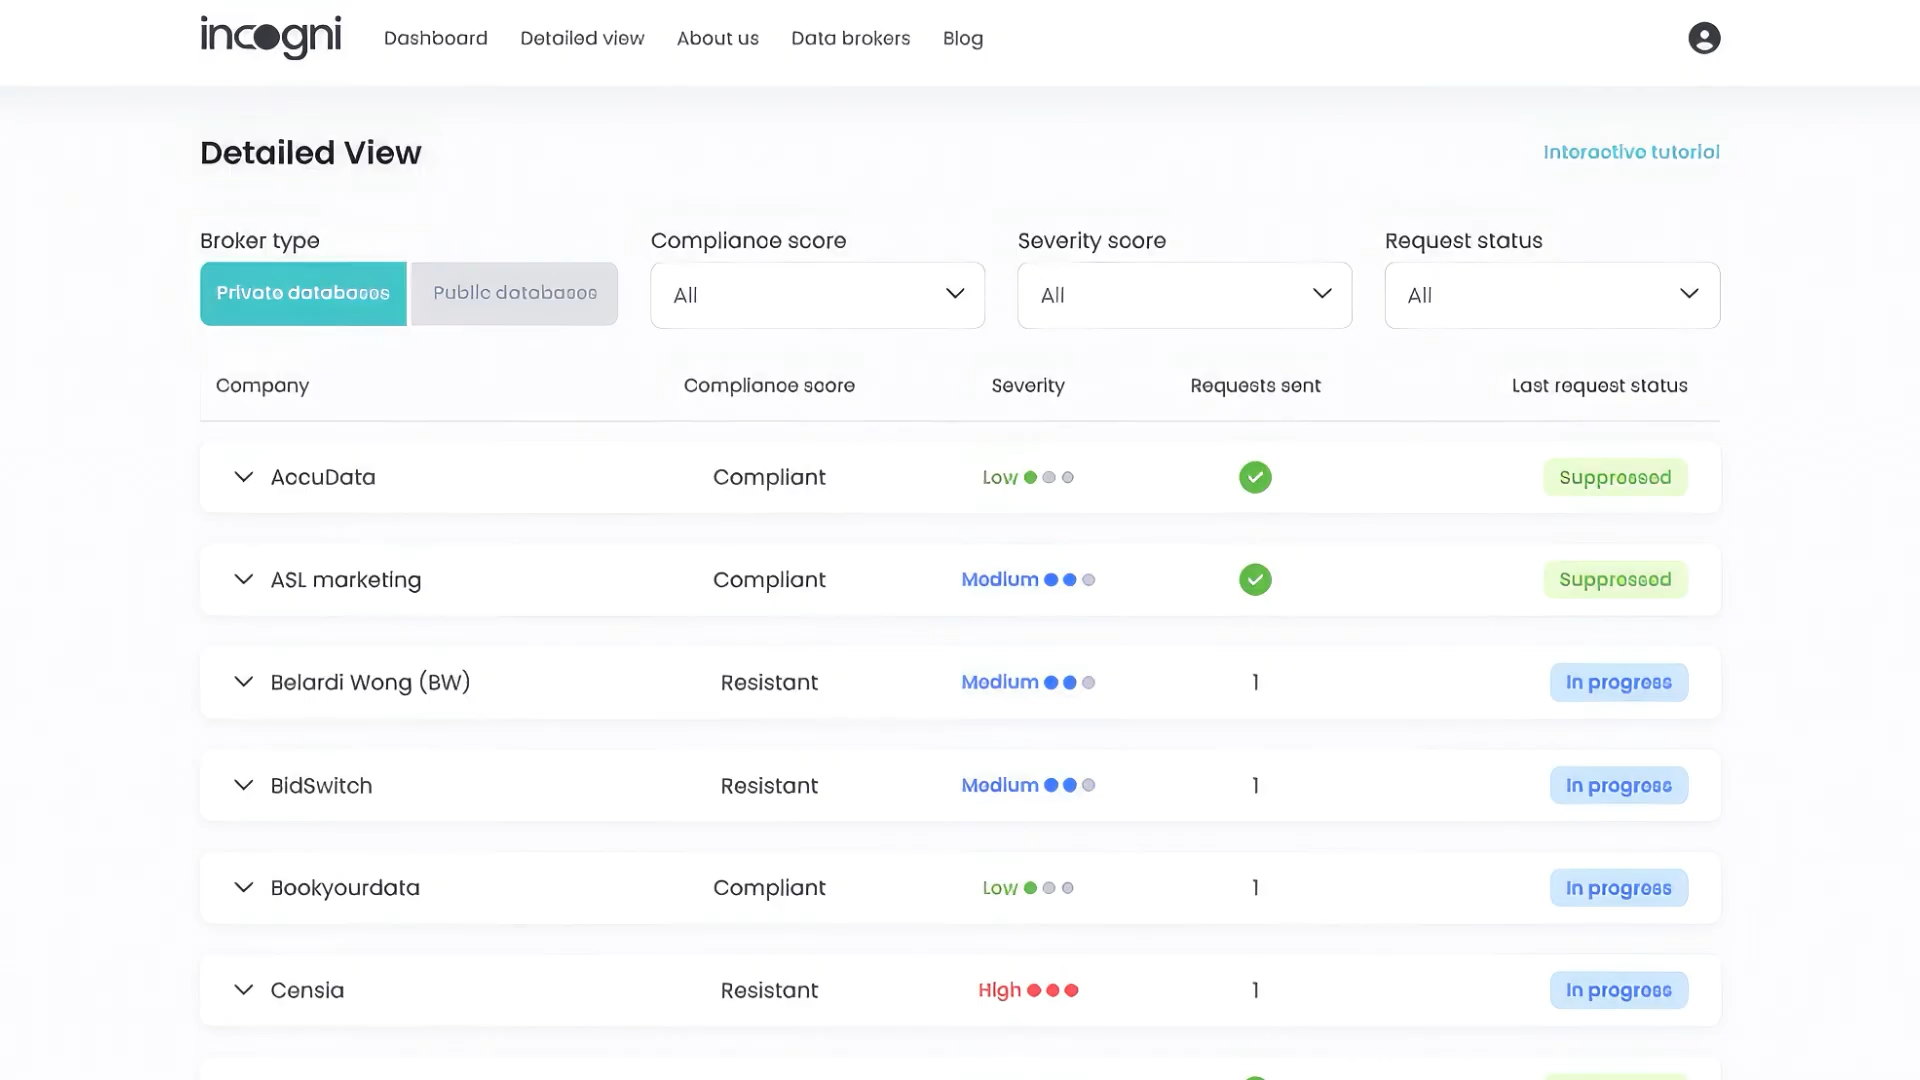 incogni Dashboard Detailed view About us Data brokers Blog
Detailed View Interactive tutorial
Broker type Compliance score Severity score Request status
Private databases Public databases All All All
Company Compliance score Severity Requests sent Last request status
AccuData Compliant Low Suppressed
ASL marketing Compliant Medium Suppressed
Belardi Wong (BW) Resistant Medium 1 In progress
BidSwitch Resistant Medium 1 In progress
Bookyourdata Compliant Low 1 In progress
Censia Resistant High 1 In progress